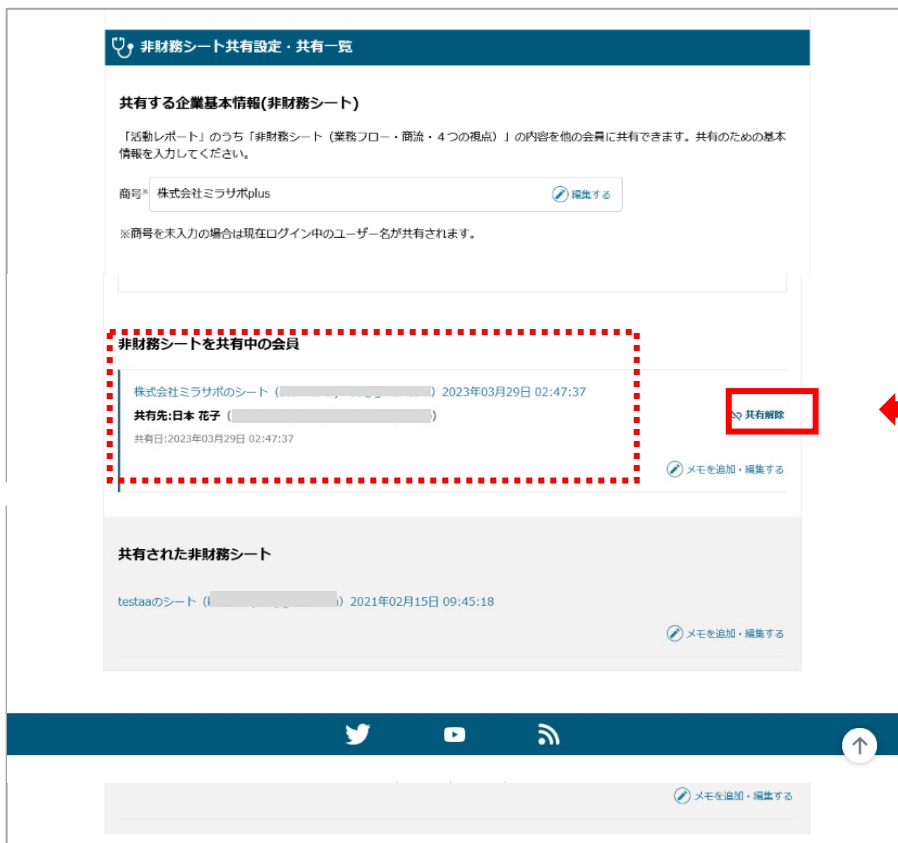 非財務シート共有設定・共有一覧
共有する企業基本情報(非財務シート)
「活動レポート」のうち「非財務シート（業務フロー・商流・４つの視点）」の内容を他の会員に共有できます。共有のための基本
情報を入力してください。
商号※ 株式会社ミラサポplus 編集する
※商号を未入力の場合は現在ログイン中のユーザー名が共有されます。
非財務シートを共有中の会員
株式会社ミラサポのシート（ ）2023年03月29日 02:47:37
共有先:日本 花子（ ）
共有解除
共有日:2023年03月29日 02:47:37
メモを追加・編集する
共有された非財務シート
testaaのシート（ ）2021年02月15日 09:45:18
メモを追加・編集する
メモを追加・編集する